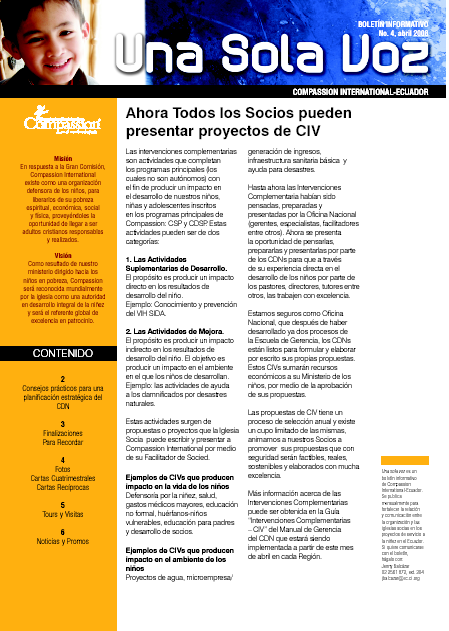 BOLETÍN INFORMATIVO
No. 4, abril 2008
Una Sola Voz
COMPASSION INTERNATIONAL-ECUADOR
Compassion
Misión
En respuesta a la Gran Comisión,
Compassion International
existe como una organización
defensora de los niños, para
liberarlos de su pobreza
espiritual, económica, social
y física, proveyéndoles la
oportunidad de llegar a ser
adultos cristianos responsables
y realizados.
Visión
Como resultado de nuestro
ministerio dirigido hacia los
niños en pobreza, Compassion
será reconocida mundialmente
por la iglesia como una autoridad
en desarrollo integral de la niñez
y será el referente global de
excelencia en patrocinio.
CONTENIDO
2
Consejos prácticos para una
planificación estratégica del
CDN
3
Finalizaciones
Para Recordar
4
Fotos
Cartas Cuatrimestrales
Cartas Recíprocas
5
Tours y Visitas
6
Noticias y Promos
Ahora Todos los Socios pueden
presentar proyectos de CIV
Las intervenciones complementarias
son actividades que completan
los programas principales (los
cuales no son autónomos) con
el fin de producir un impacto en
el desarrollo de nuestros niños,
niñas y adolescentes inscritos
en los programas principales de
Compassion: CSP y CDSP. Estas
actividades pueden ser de dos
categorías:
1. Las Actividades
Suplementarias de Desarrollo.
El propósito es producir un impacto
directo en los resultados de
desarrollo del niño.
Ejemplo: Conocimiento y prevención
del VIH SIDA.
2. Las Actividades de Mejora.
El propósito es producir un impacto
indirecto en los resultados de
desarrollo del niño. El objetivo es
producir un impacto en el ambiente
en el que los niños de desarrollan.
Ejemplo: las actividades de ayuda
a los damnificados por desastres
naturales.
Estas actividades surgen de
propuestas o proyectos que la Iglesia
Socia puede escribir y presentar a
Compassion International por medio
de su Facilitador de Socied.
Ejemplos de CIVs que producen
impacto en la vida de los niños
Defensoría por la niñez, salud,
gastos médicos mayores, educación
no formal, huérfanos-niños
vulnerables, educación para padres
y desarrollo de socios.
Ejemplos de CIVs que producen
impacto en el ambiente de los
niños
Proyectos de agua, microempresa/
generación de ingresos,
infraestructura sanitaria básica y
ayuda para desastres.
Hasta ahora las Intervenciones
Complementaria habían sido
pensadas, preparadas y
presentadas por la Oficina Nacional
(gerentes, especialistas, facilitadores
entre otros). Ahora se presenta
la oportunidad de pensarlas,
prepararlas y presentarlas por parte
de los CDNs para que a través
de su experiencia directa en el
desarrollo de los niños por parte de
los pastores, directores, tutores entre
otros, las trabajen con excelencia.
Estamos seguros como Oficina
Nacional, que después de haber
desarrollado ya dos procesos de
la Escuela de Gerencia, los CDNs
están listos para formular y elaborar
por escrito sus propias propuestas.
Estos CIVs sumarán recursos
económicos a su Ministerio de los
niños, por medio de la aprobación
de sus propuestas.
Las propuestas de CIV tiene un
proceso de selección anual y existe
un cupo limitado de las mismas,
animamos a nuestros Socios a
promover sus propuestas que con
seguridad serán factibles, reales,
sostenibles y elaborados con mucha
excelencia.
Más información acerca de las
Intervenciones Complementarias
puede ser obtenida en la Guía
"Intervenciones Complementarias
– CIV" del Manual de Gerencia
del CDN que estará siendo
implementada a partir de este mes
de abril en cada Región.
Una sola voz es un
boletín informativo
de Compassion
International Ecuador.
Se publica
mensualmente para
fortalecer la relación
y comunicación entre
la organización y las
iglesias socias en los
proyectos de servicio a
la niñez en el Ecuador.
Si quiere comunicarse
con el boletín,
hágalo con: